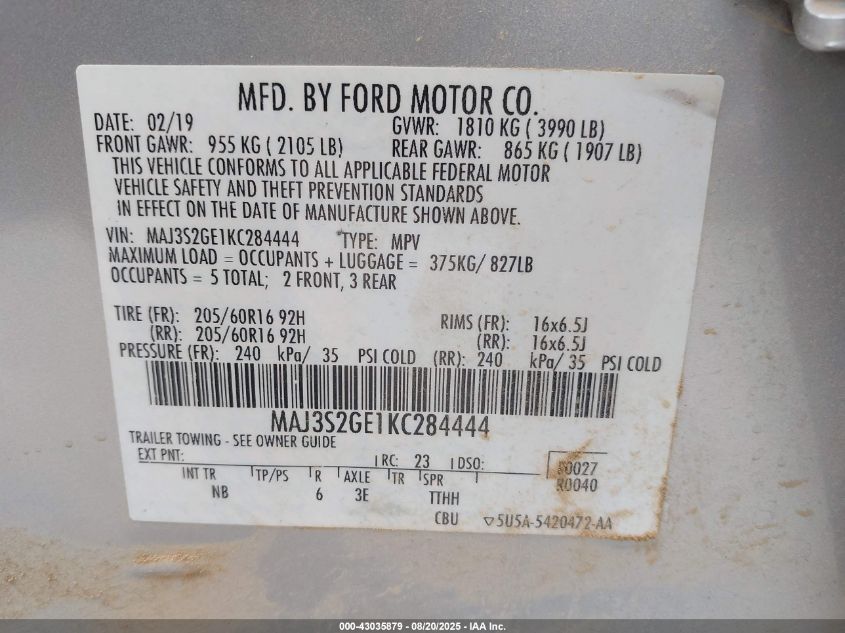 MFD. BY FORD MOTOR CO.
DATE: 02/19 GVWR: 1810 KG ( 3990 LB)
FRONT GAWR: 955 KG ( 2105 LB) REAR GAWR: 865 KG ( 1907 LB)
THIS VEHICLE CONFORMS TO ALL APPLICABLE FEDERAL MOTOR
VEHICLE SAFETY AND THEFT PREVENTION STANDARDS
IN EFFECT ON THE DATE OF MANUFACTURE SHOWN ABOVE.
VIN: MAJ3S2GE1KC284444 TYPE: MPV
MAXIMUM LOAD = OCCUPANTS + LUGGAGE = 375KG/ 827LB
OCCUPANTS = 5 TOTAL; 2 FRONT, 3 REAR
TIRE (FR): 205/60R16 92H RIMS (FR): 16x6.5J
(RR): 205/60R16 92H (RR): 16x6.5J
PRESSURE (FR): 240 kPa/ 35 PSI COLD (RR): 240 kPa/ 35 PSI COLD
MAJ3S2GE1KC284444
TRAILER TOWING - SEE OWNER GUIDE
EXT PNT: RC: 23 DSO:
INT TR TP/PS R AXLE TR SPR R0040
NB 6 3E TTHH
CBU 5U5A-5420472-AA
000-43035879 - 08/20/2025 - IAA Inc.